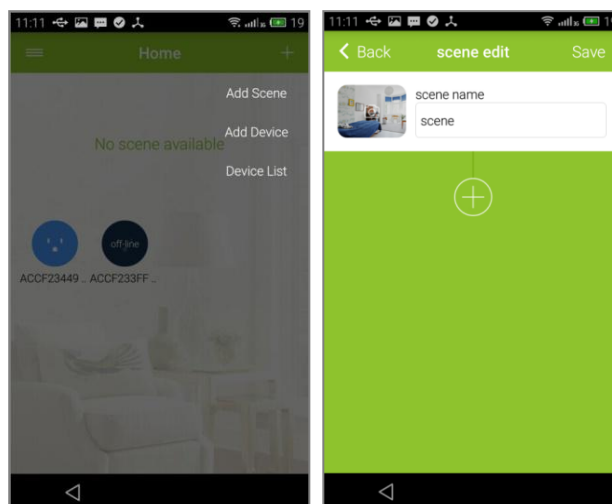 11:11 19
Home
Add Scene
Add Device
No scene available
Device List
off-line
ACCF23449 .. ACCF233FF ..
11:11 19
Back scene edit Save
scene name
scene